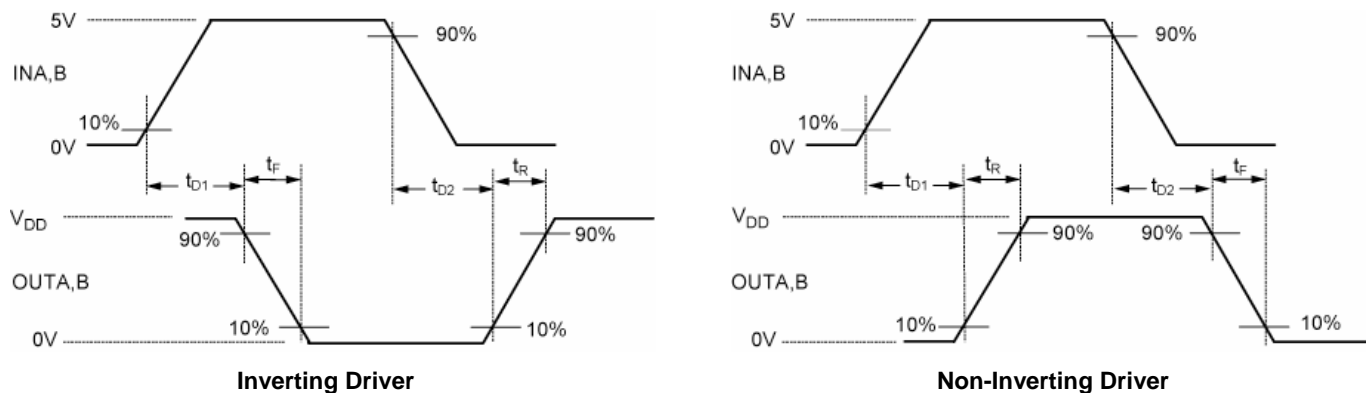 5V
90%
INA,B
10%
0V
tD1
tF
tD2
tR
VDD
90%
90%
OUTA,B
10%
10%
0V
Inverting Driver
5V
90%
INA,B
10%
0V
tD1
tR
tD2
tF
VDD
90%
90%
OUTA,B
10%
10%
0V
Non-Inverting Driver